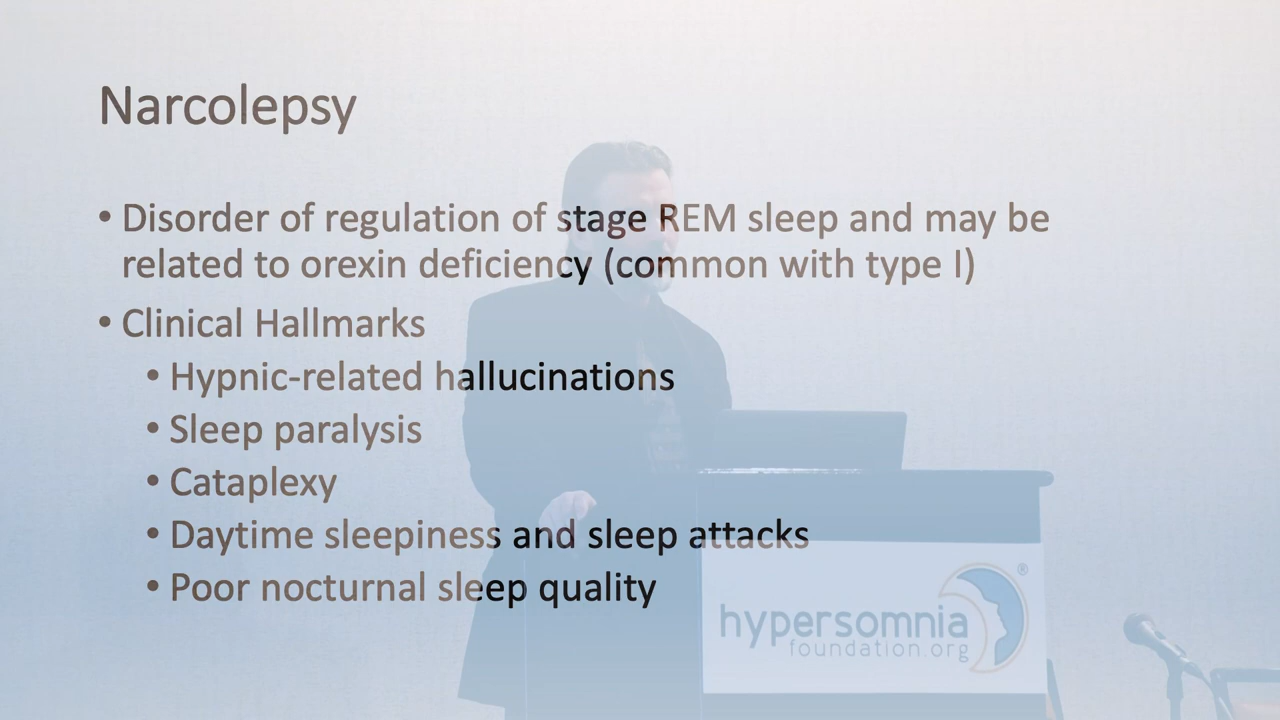 Narcolepsy
• Disorder of regulation of stage REM sleep and may be
related to orexin deficiency (common with type I)
• Clinical Hallmarks
• Hypnic-related hallucinations
• Sleep paralysis
• Cataplexy
• Daytime sleepiness and sleep attacks
• Poor nocturnal sleep quality
hypersomnia®
foundation.org